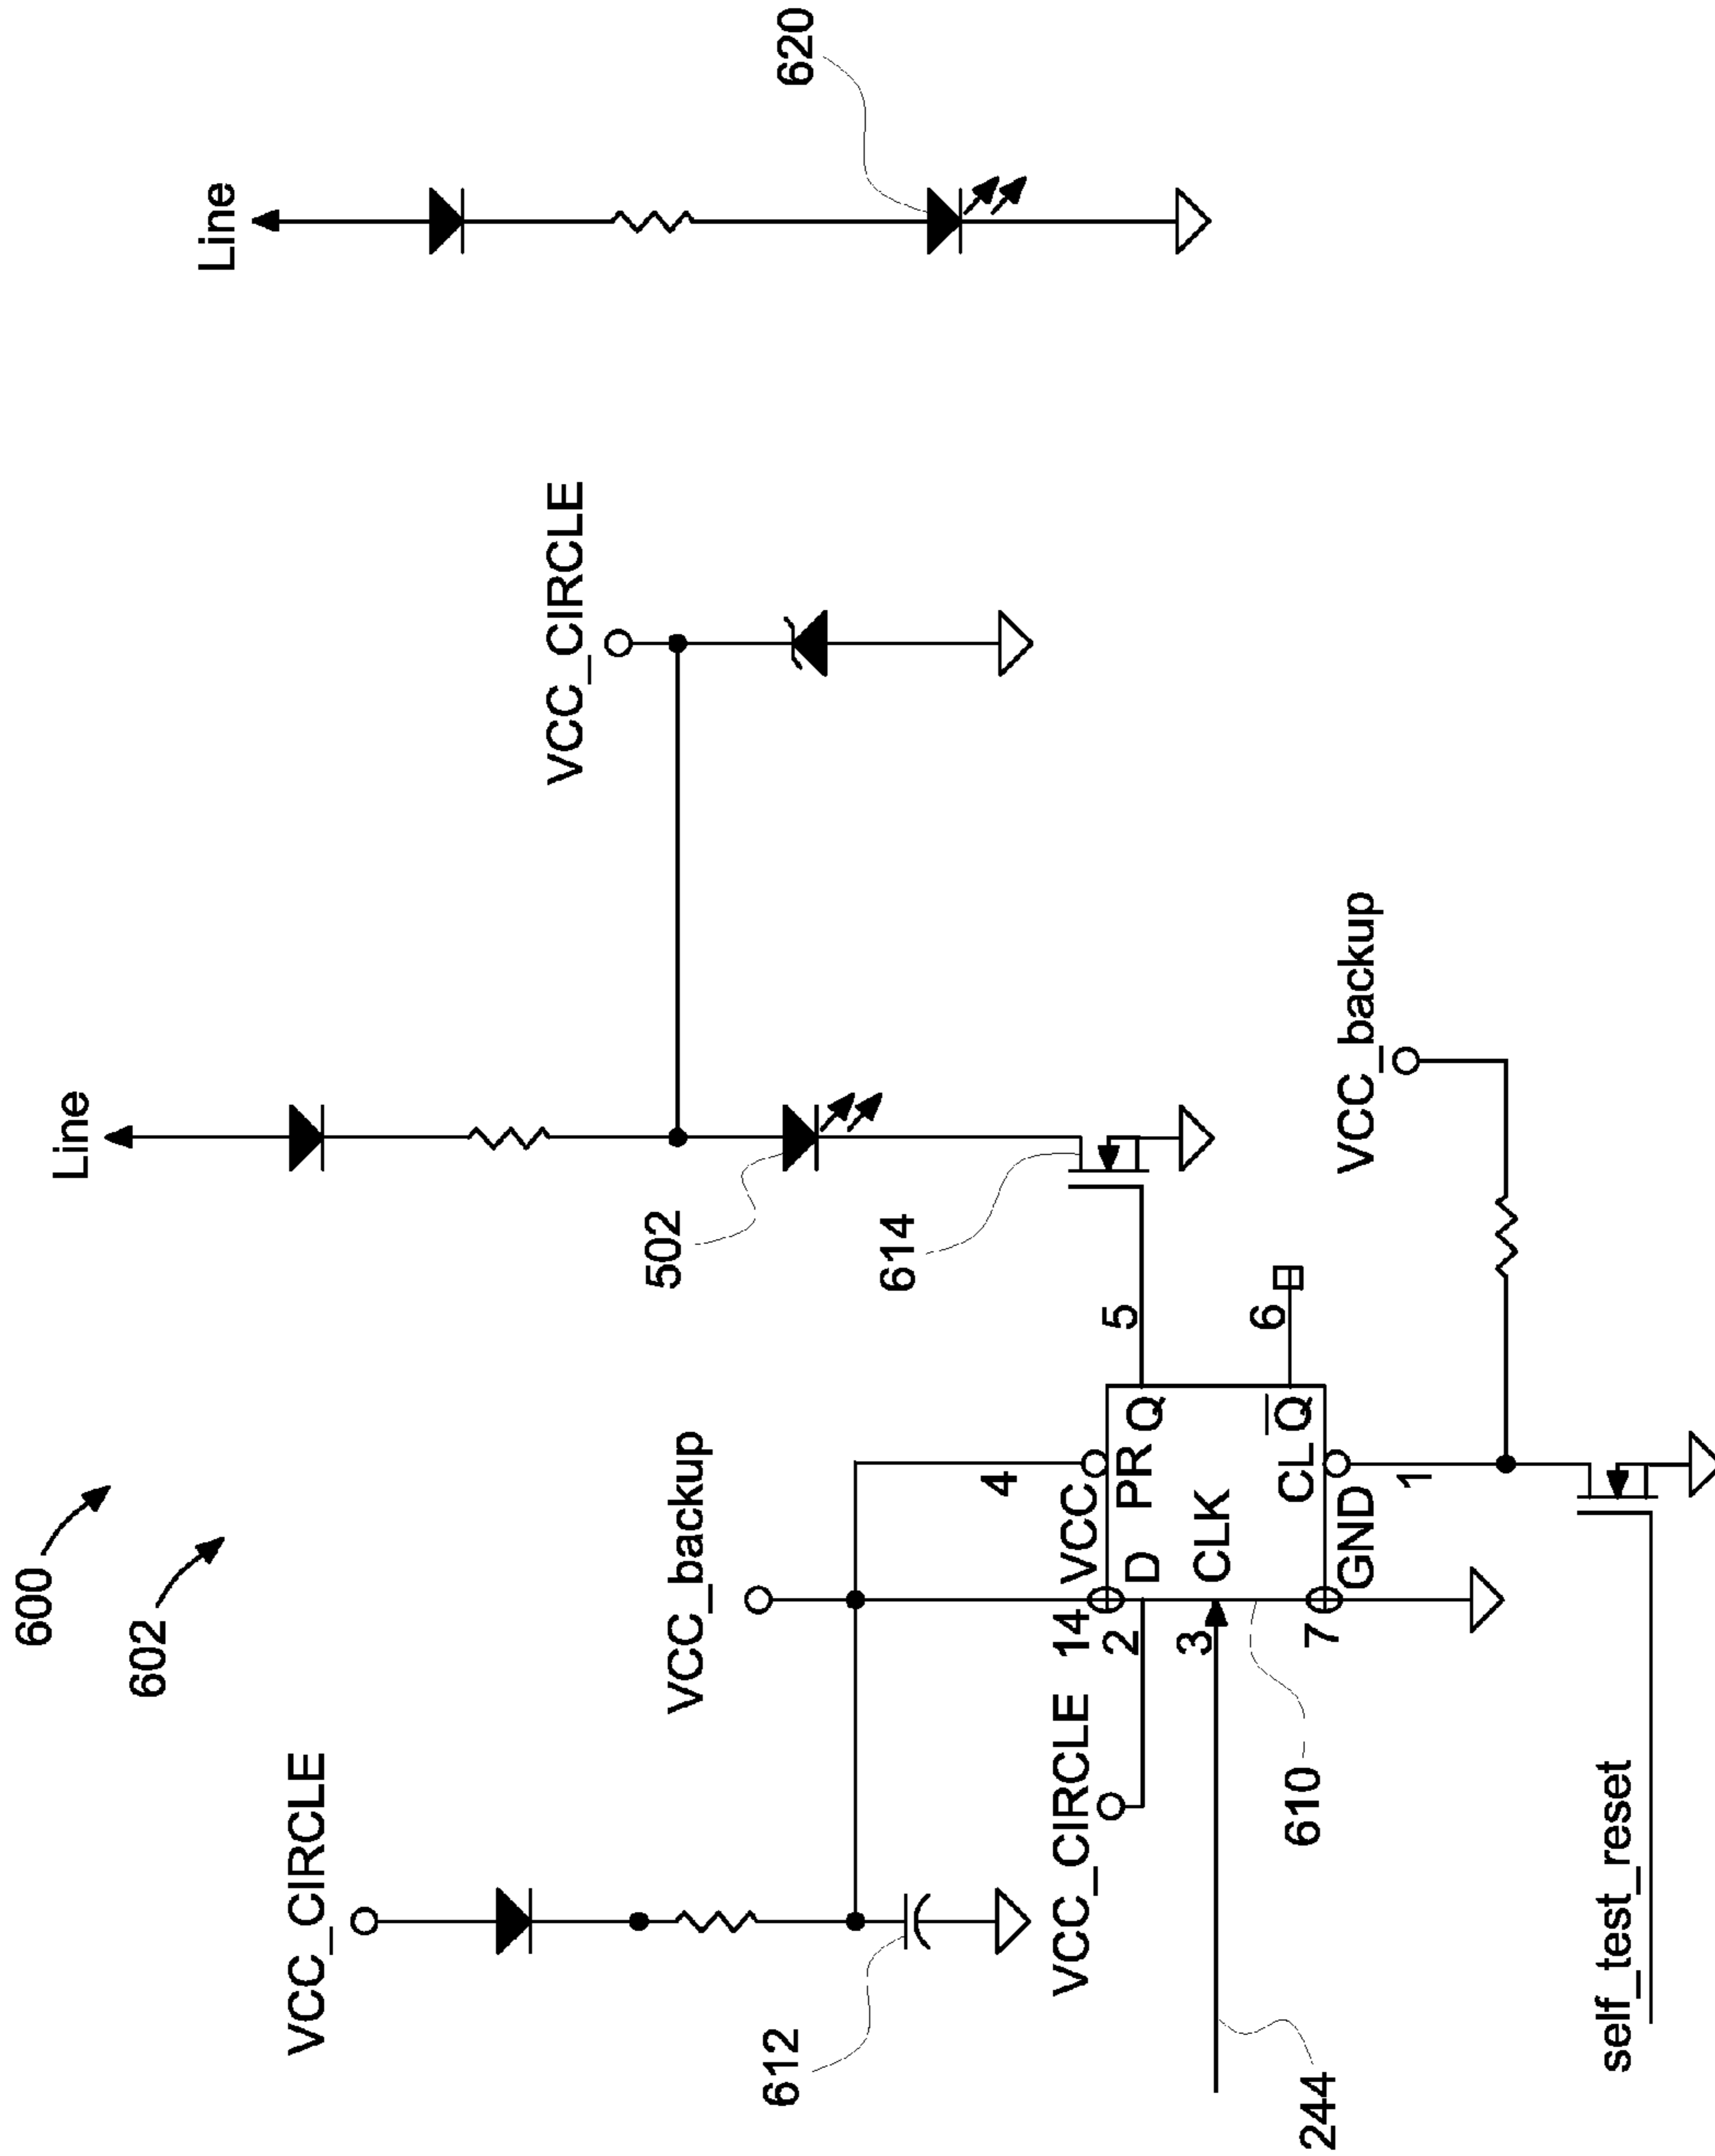 600
602
Line
Line
620
VCC_CIRCLE
VCC_CIRCLE
VCC_backup
502
612
614
VCC_CIRCLE
14
VCC
4
2
D
PR
Q
5
3
CLK
244
610
7
GND
CL
Q
6
1
VCC_backup
self_test_reset